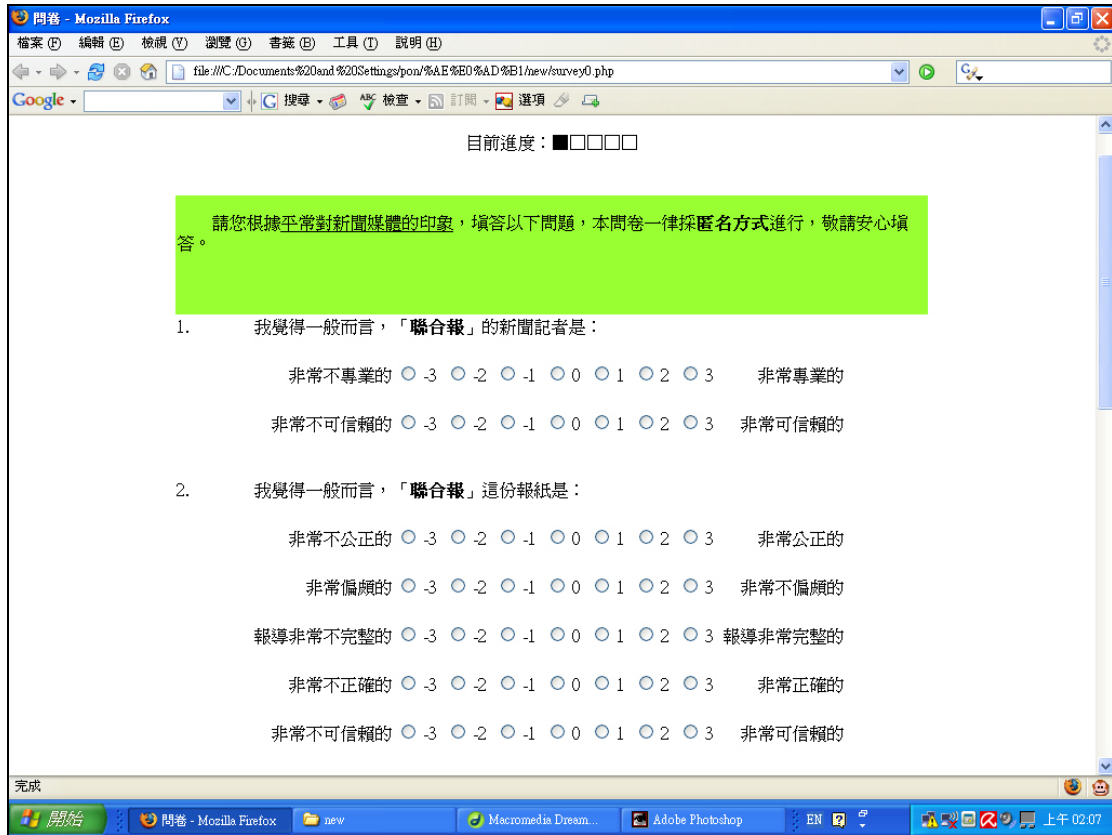 問卷 - Mozilla Firefox
檔案(F) 編輯(E) 檢視(V) 瀏覽(G) 書籤(B) 工具(T) 說明(H)
file:///C:/Documents%20and%20Settings/pon/%AE%E0%AD%B1/new/survey0.php
Google 搜尋 檢查 訂閱 選項
目前進度：■□□□□
請您根據平常對新聞媒體的印象，填答以下問題，本問卷一律採匿名方式進行，敬請安心填
答。
1. 我覺得一般而言，「聯合報」的新聞記者是：
非常不專業的 -3 -2 -1 0 1 2 3 非常專業的
非常不可信賴的 -3 -2 -1 0 1 2 3 非常可信賴的
2. 我覺得一般而言，「聯合報」這份報紙是：
非常不公正的 -3 -2 -1 0 1 2 3 非常公正的
非常偏頗的 -3 -2 -1 0 1 2 3 非常不偏頗的
報導非常不完整的 -3 -2 -1 0 1 2 3 報導非常完整的
非常不正確的 -3 -2 -1 0 1 2 3 非常正確的
非常不可信賴的 -3 -2 -1 0 1 2 3 非常可信賴的
完成
開始 問卷 - Mozilla Firefox new Macromedia Dream... Adobe Photoshop EN 上午 02:07